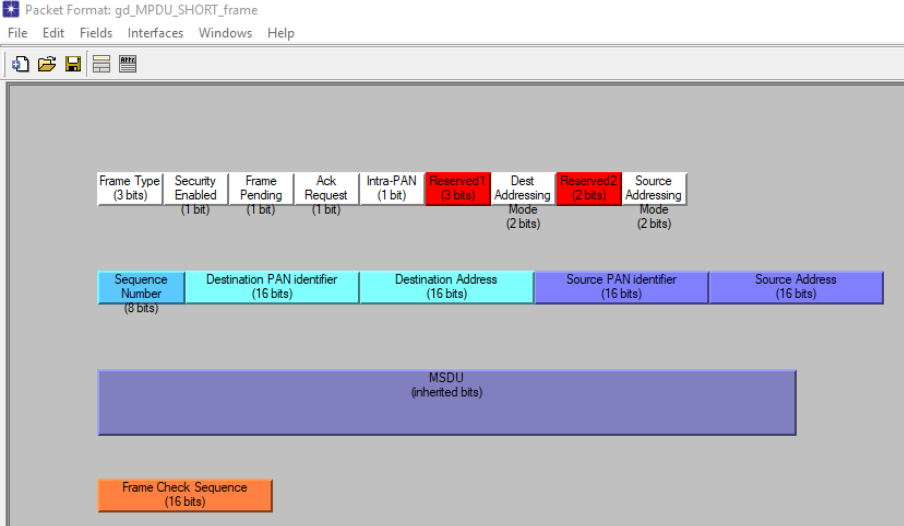 Packet Format: gd_MPDU_SHORT_frame
File Edit Fields Interfaces Windows Help
Frame Type
(3 bits)
Security
Enabled
(1 bit)
Frame
Pending
(1 bit)
Ack
Request
(1 bit)
Intra-PAN
(1 bit)
Reserved1
(3 bits)
Dest
Addressing
Mode
(2 bits)
Reserved2
(2 bits)
Source
Addressing
Mode
(2 bits)
Sequence
Number
(8 bits)
Destination PAN identifier
(16 bits)
Destination Address
(16 bits)
Source PAN identifier
(16 bits)
Source Address
(16 bits)
MSDU
(inherited bits)
Frame Check Sequence
(16 bits)